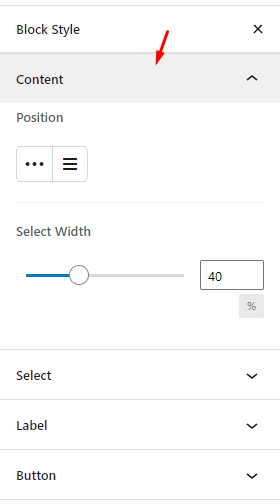 Block Style
Content
Position
Select Width
40
%
Select
Label
Button